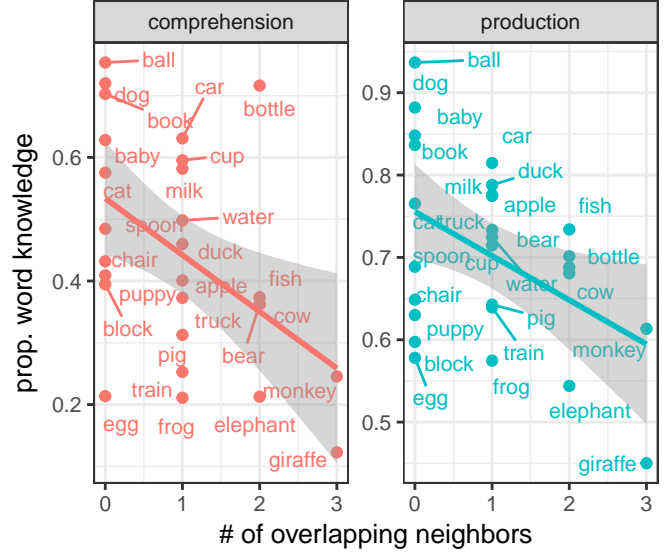 comprehension
production
ball
dog
book
car
bottle
baby
cup
milk
cat
spoon
water
duck
chair
apple
fish
puppy
truck
cow
block
bear
pig
train
monkey
egg
frog
elephant
giraffe
0.6
0.4
0.2
0 1 2 3
ball
dog
baby
car
book
duck
milk
apple
fish
cat
truck
bear
spoon
cup
bottle
water
cow
chair
pig
puppy
train
monkey
block
egg
frog
elephant
giraffe
0.9
0.8
0.7
0.6
0.5
0 1 2 3
prop. word knowledge
# of overlapping neighbors